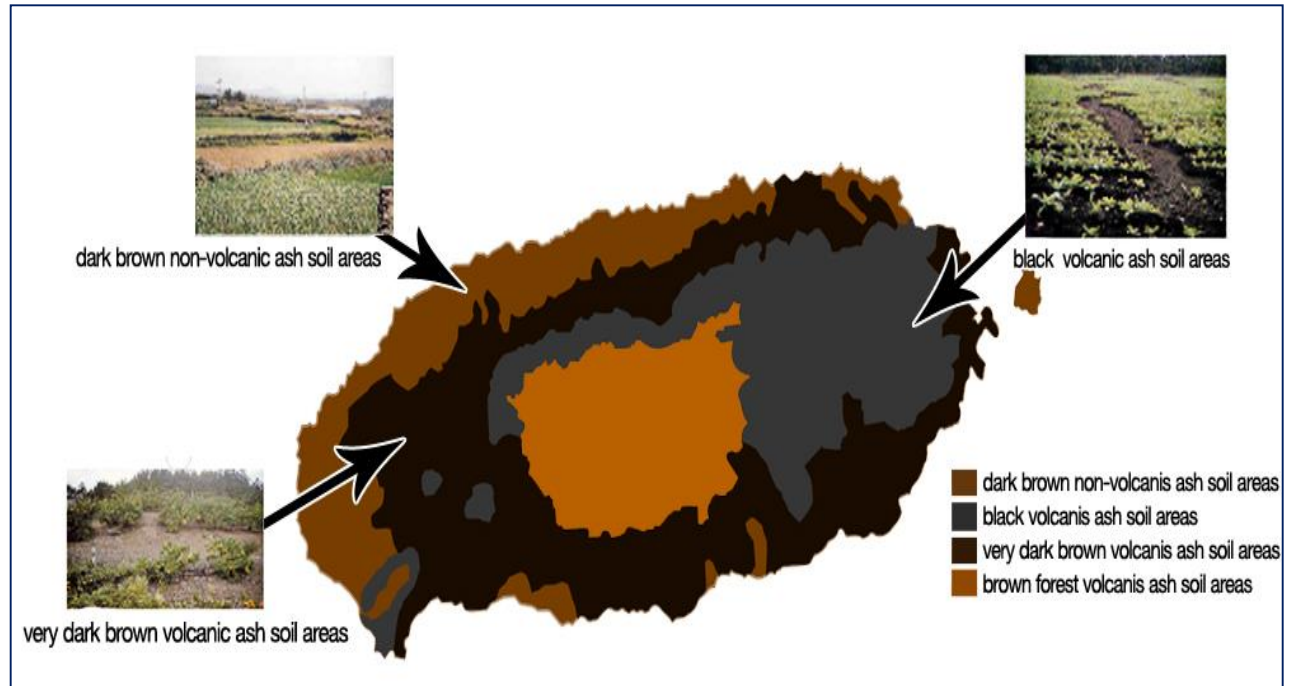 dark brown non-volcanic ash soil areas
black volcanic ash soil areas
very dark brown volcanic ash soil areas
dark brown non-volcanis ash soil areas
black volcanis ash soil areas
very dark brown volcanis ash soil areas
brown forest volcanis ash soil areas